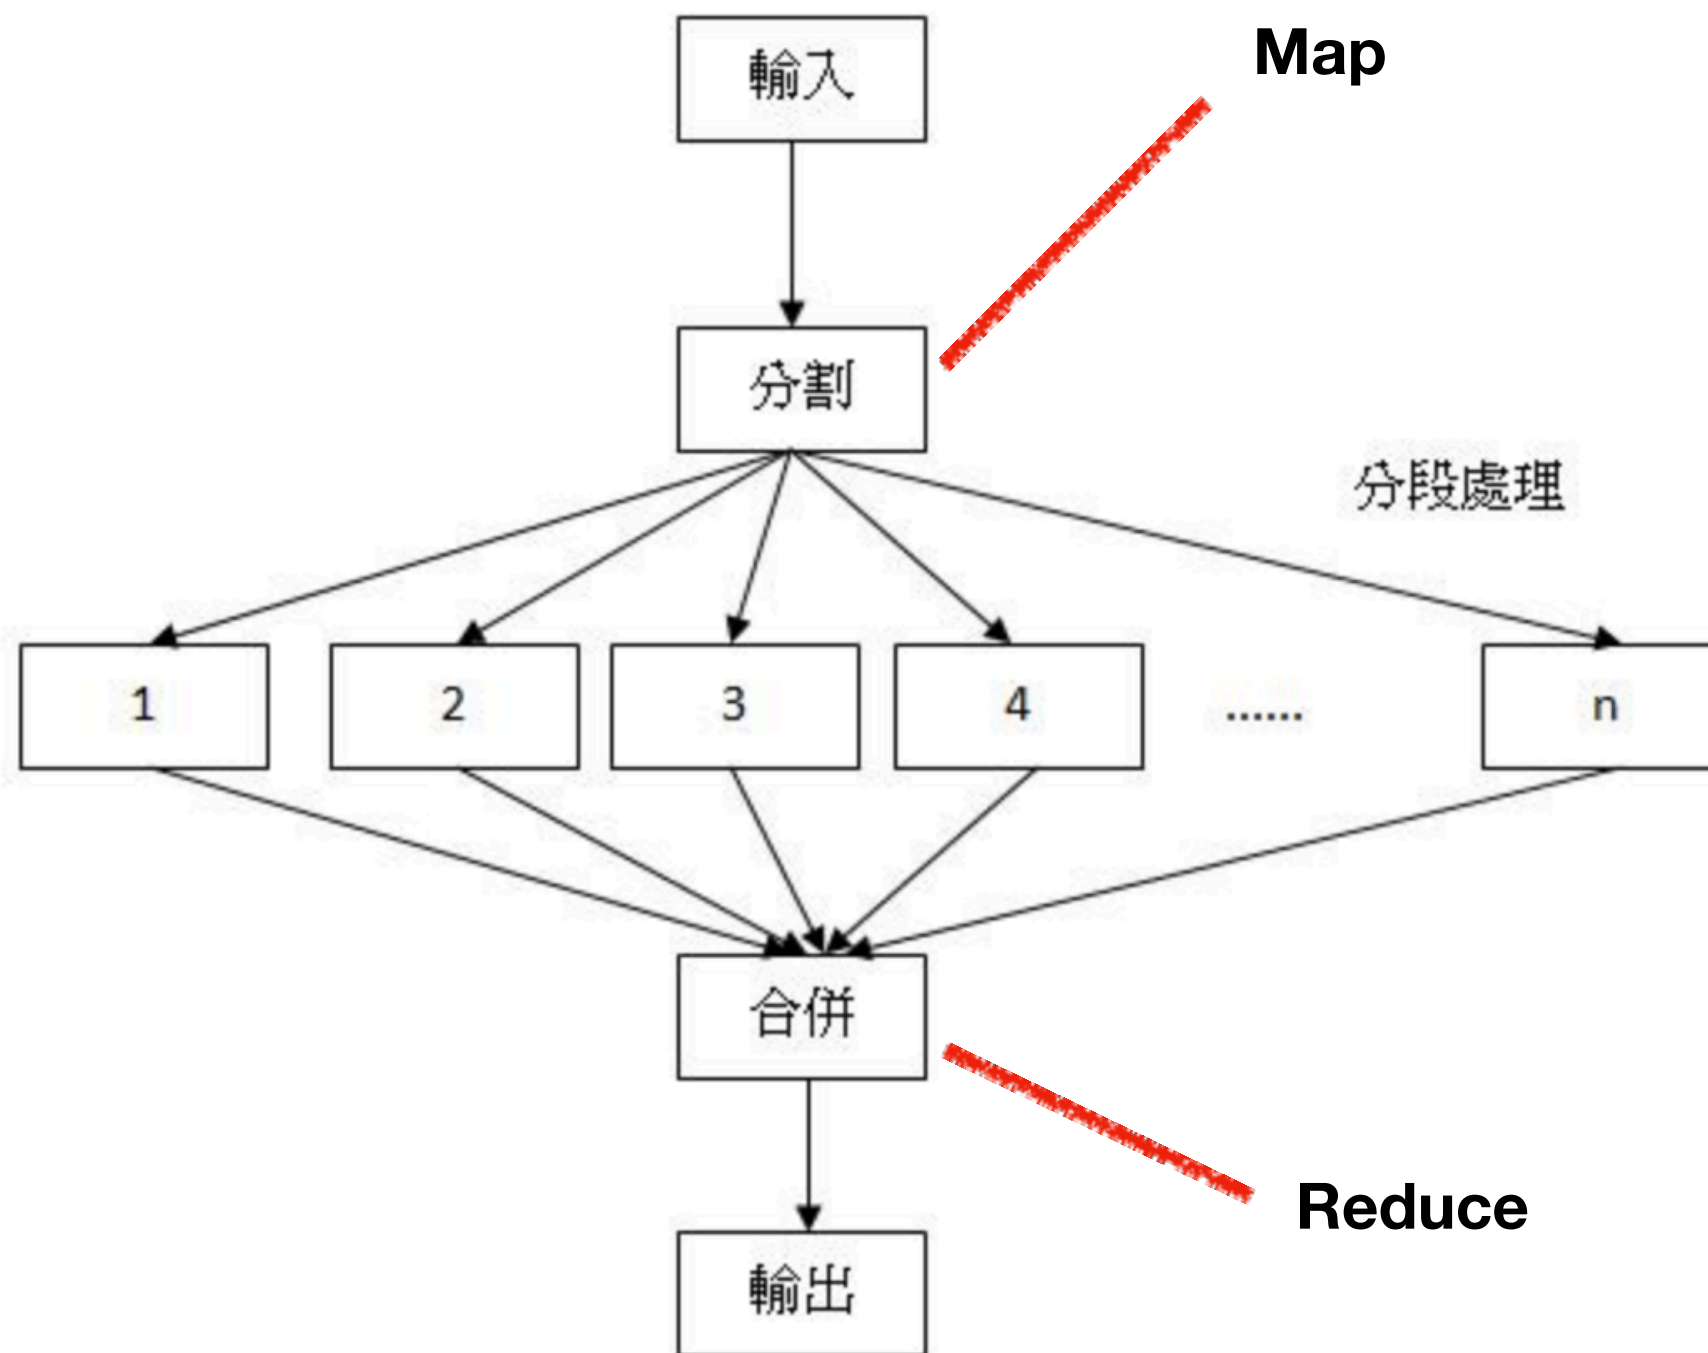 輸入
Map
分割
分段處理
1
2
3
4
......
n
合併
Reduce
輸出